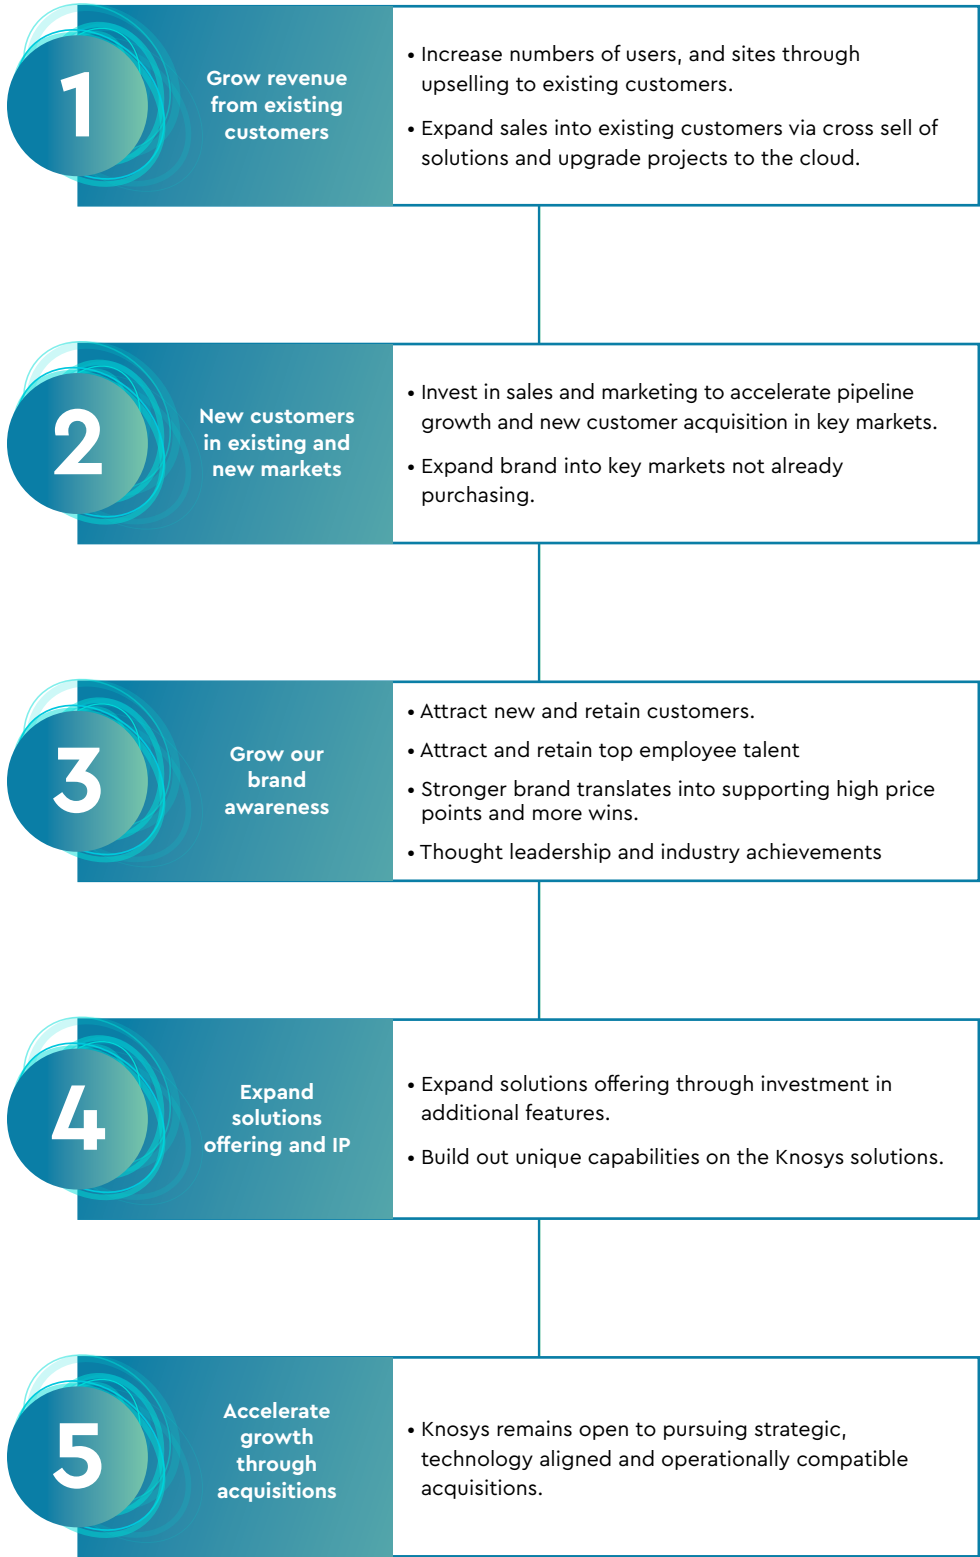 1
Grow revenue
from existing
customers
• Increase numbers of users, and sites through
upselling to existing customers.
• Expand sales into existing customers via cross sell of
solutions and upgrade projects to the cloud.
2
New customers
in existing and
new markets
• Invest in sales and marketing to accelerate pipeline
growth and new customer acquisition in key markets.
• Expand brand into key markets not already
purchasing.
3
Grow our
brand
awareness
• Attract new and retain customers.
• Attract and retain top employee talent
• Stronger brand translates into supporting high price
points and more wins.
• Thought leadership and industry achievements
4
Expand
solutions
offering and IP
• Expand solutions offering through investment in
additional features.
• Build out unique capabilities on the Knosys solutions.
5
Accelerate
growth
through
acquisitions
• Knosys remains open to pursuing strategic,
technology aligned and operationally compatible
acquisitions.